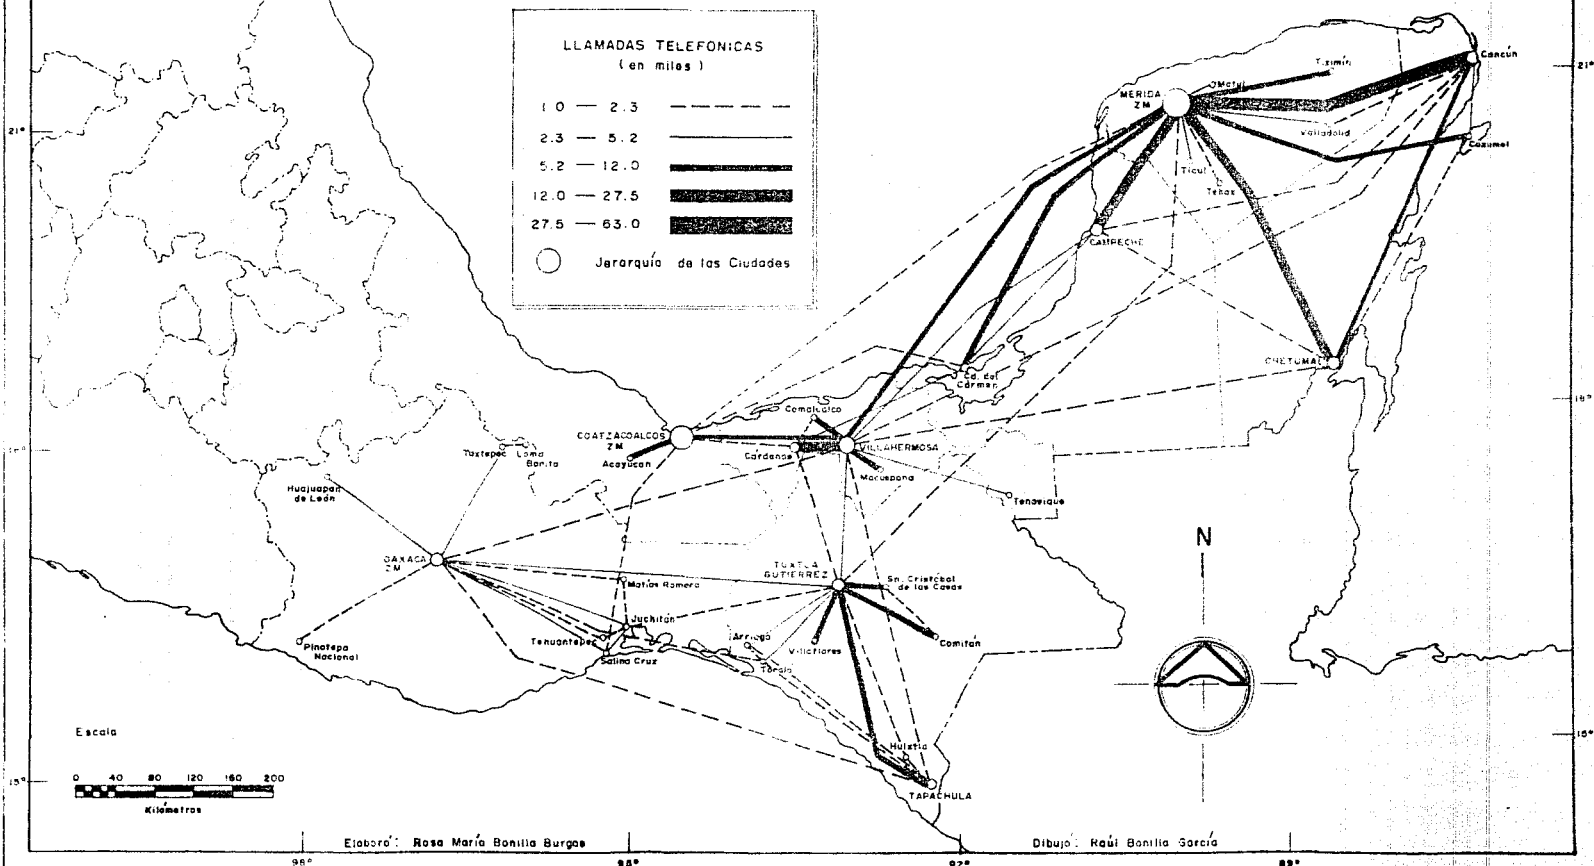 LLAMADAS TELEFONICAS
(en miles)
1.0 — 2.3
2.3 — 5.2
5.2 — 12.0
12.0 — 27.5
27.5 — 63.0
Jerarquía de las Ciudades
Cancún
21°
Tizimín
Motul
MERIDA
ZM
21°
Valladolid
Cozumel
Ticul
Tekax
CAMPECHE
CHETUMAL
Cd. del
Cármen
18°
Comalcalco
COATZACOALCOS
ZM
VILLAHERMOSA
Cárdenas
Acayucan
Tuxtepec Loma
Bonita
Macuspana
Huajuapan
de León
Tenosique
N
OAXACA
ZM
TUXTLA
GUTIERREZ
Sn. Cristóbal
de las Casas
Matías Romero
Juchitán
Tehuantepec
Arriaga
Pinotepa
Nacional
Salina Cruz
Villaflores
Comitán
Tonalá
Escala
Huixtla
15°
0 40 80 120 160 200
15°
Kilómetros
TAPACHULA
Elaboró: Rosa María Bonilla Burgos
Dibujó: Raúl Bonilla García
98°
95°
92°
89°